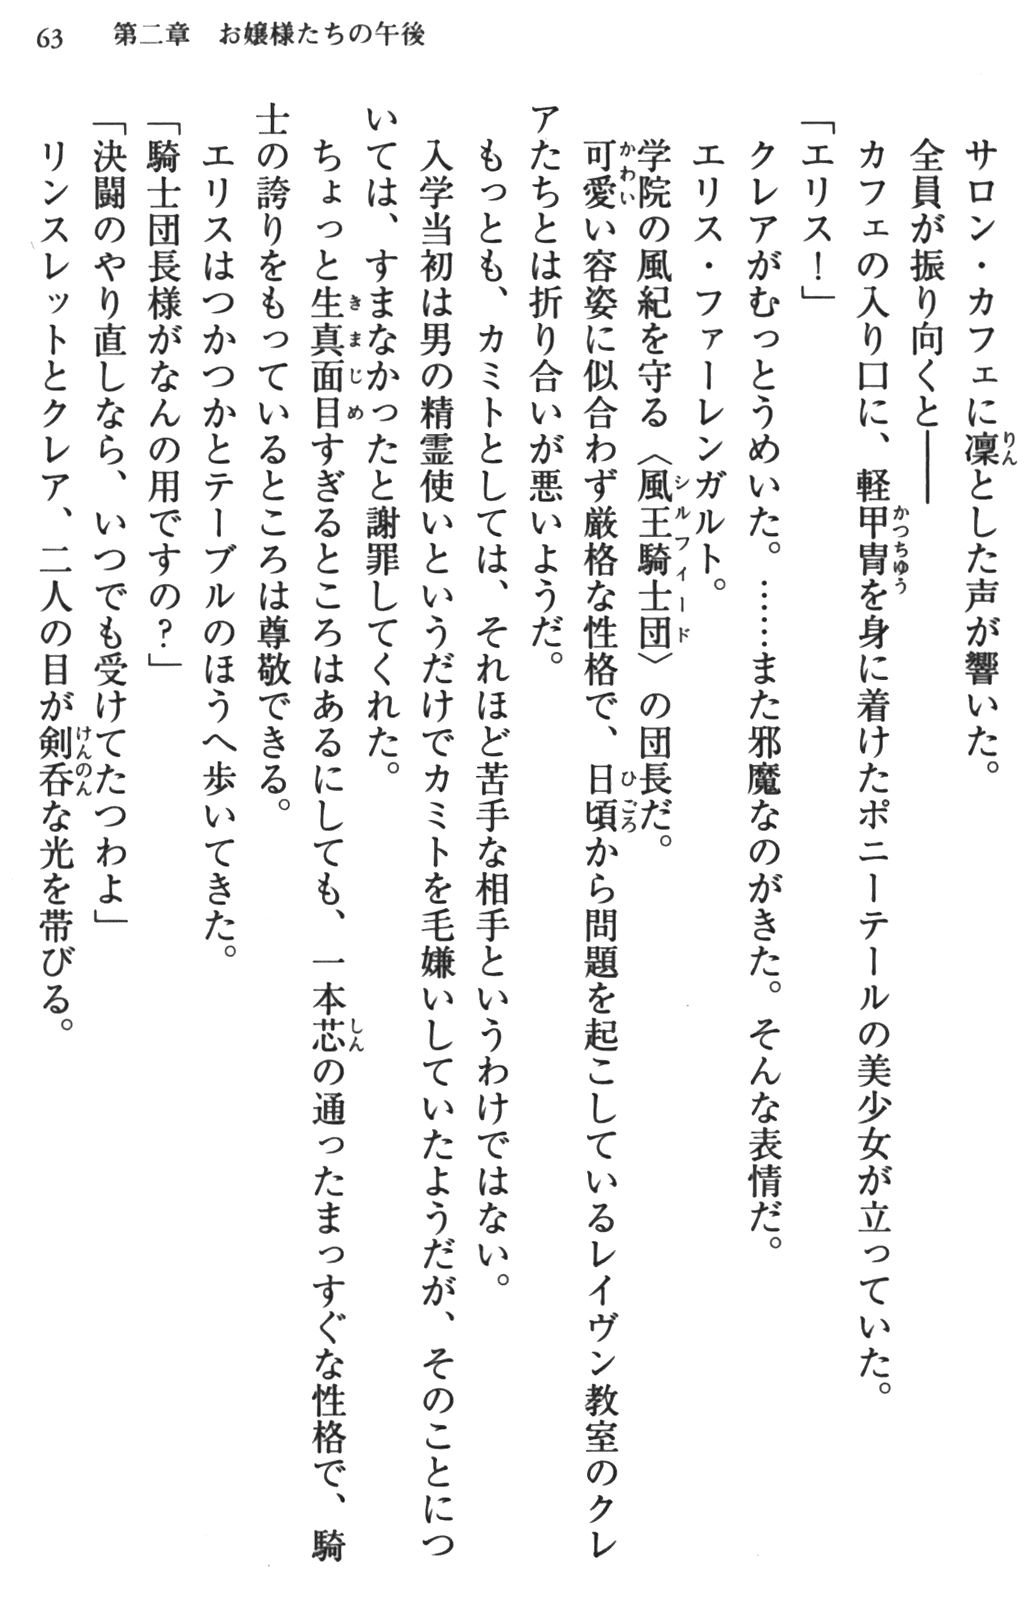 63　第二章　お嬢様たちの午後
サロン・カフェに凛とした声が響いた。
全員が振り向くと――
カフェの入り口に、軽甲冑を身に着けたポニーテールの美少女が立っていた。
「エリス！」
クレアがむっとうめいた。……また邪魔なのがきた。そんな表情だ。
エリス・ファーレンガルト。
学院の風紀を守る〈風王騎士団〉の団長だ。
可愛い容姿に似合わず厳格な性格で、日頃から問題を起こしているレイヴン教室のクレ
アたちとは折り合いが悪いようだ。
もっとも、カミトとしては、それほど苦手な相手というわけではない。
入学当初は男の精霊使いというだけでカミトを毛嫌いしていたようだが、そのことにつ
いては、すまなかったと謝罪してくれた。
ちょっと生真面目すぎるところはあるにしても、一本芯の通ったまっすぐな性格で、騎
士の誇りをもっているところは尊敬できる。
エリスはつかつかとテーブルのほうへ歩いてきた。
「騎士団長様がなんの用ですの？」
「決闘のやり直しなら、いつでも受けてたつわよ」
リンスレットとクレア、二人の目が剣呑な光を帯びる。